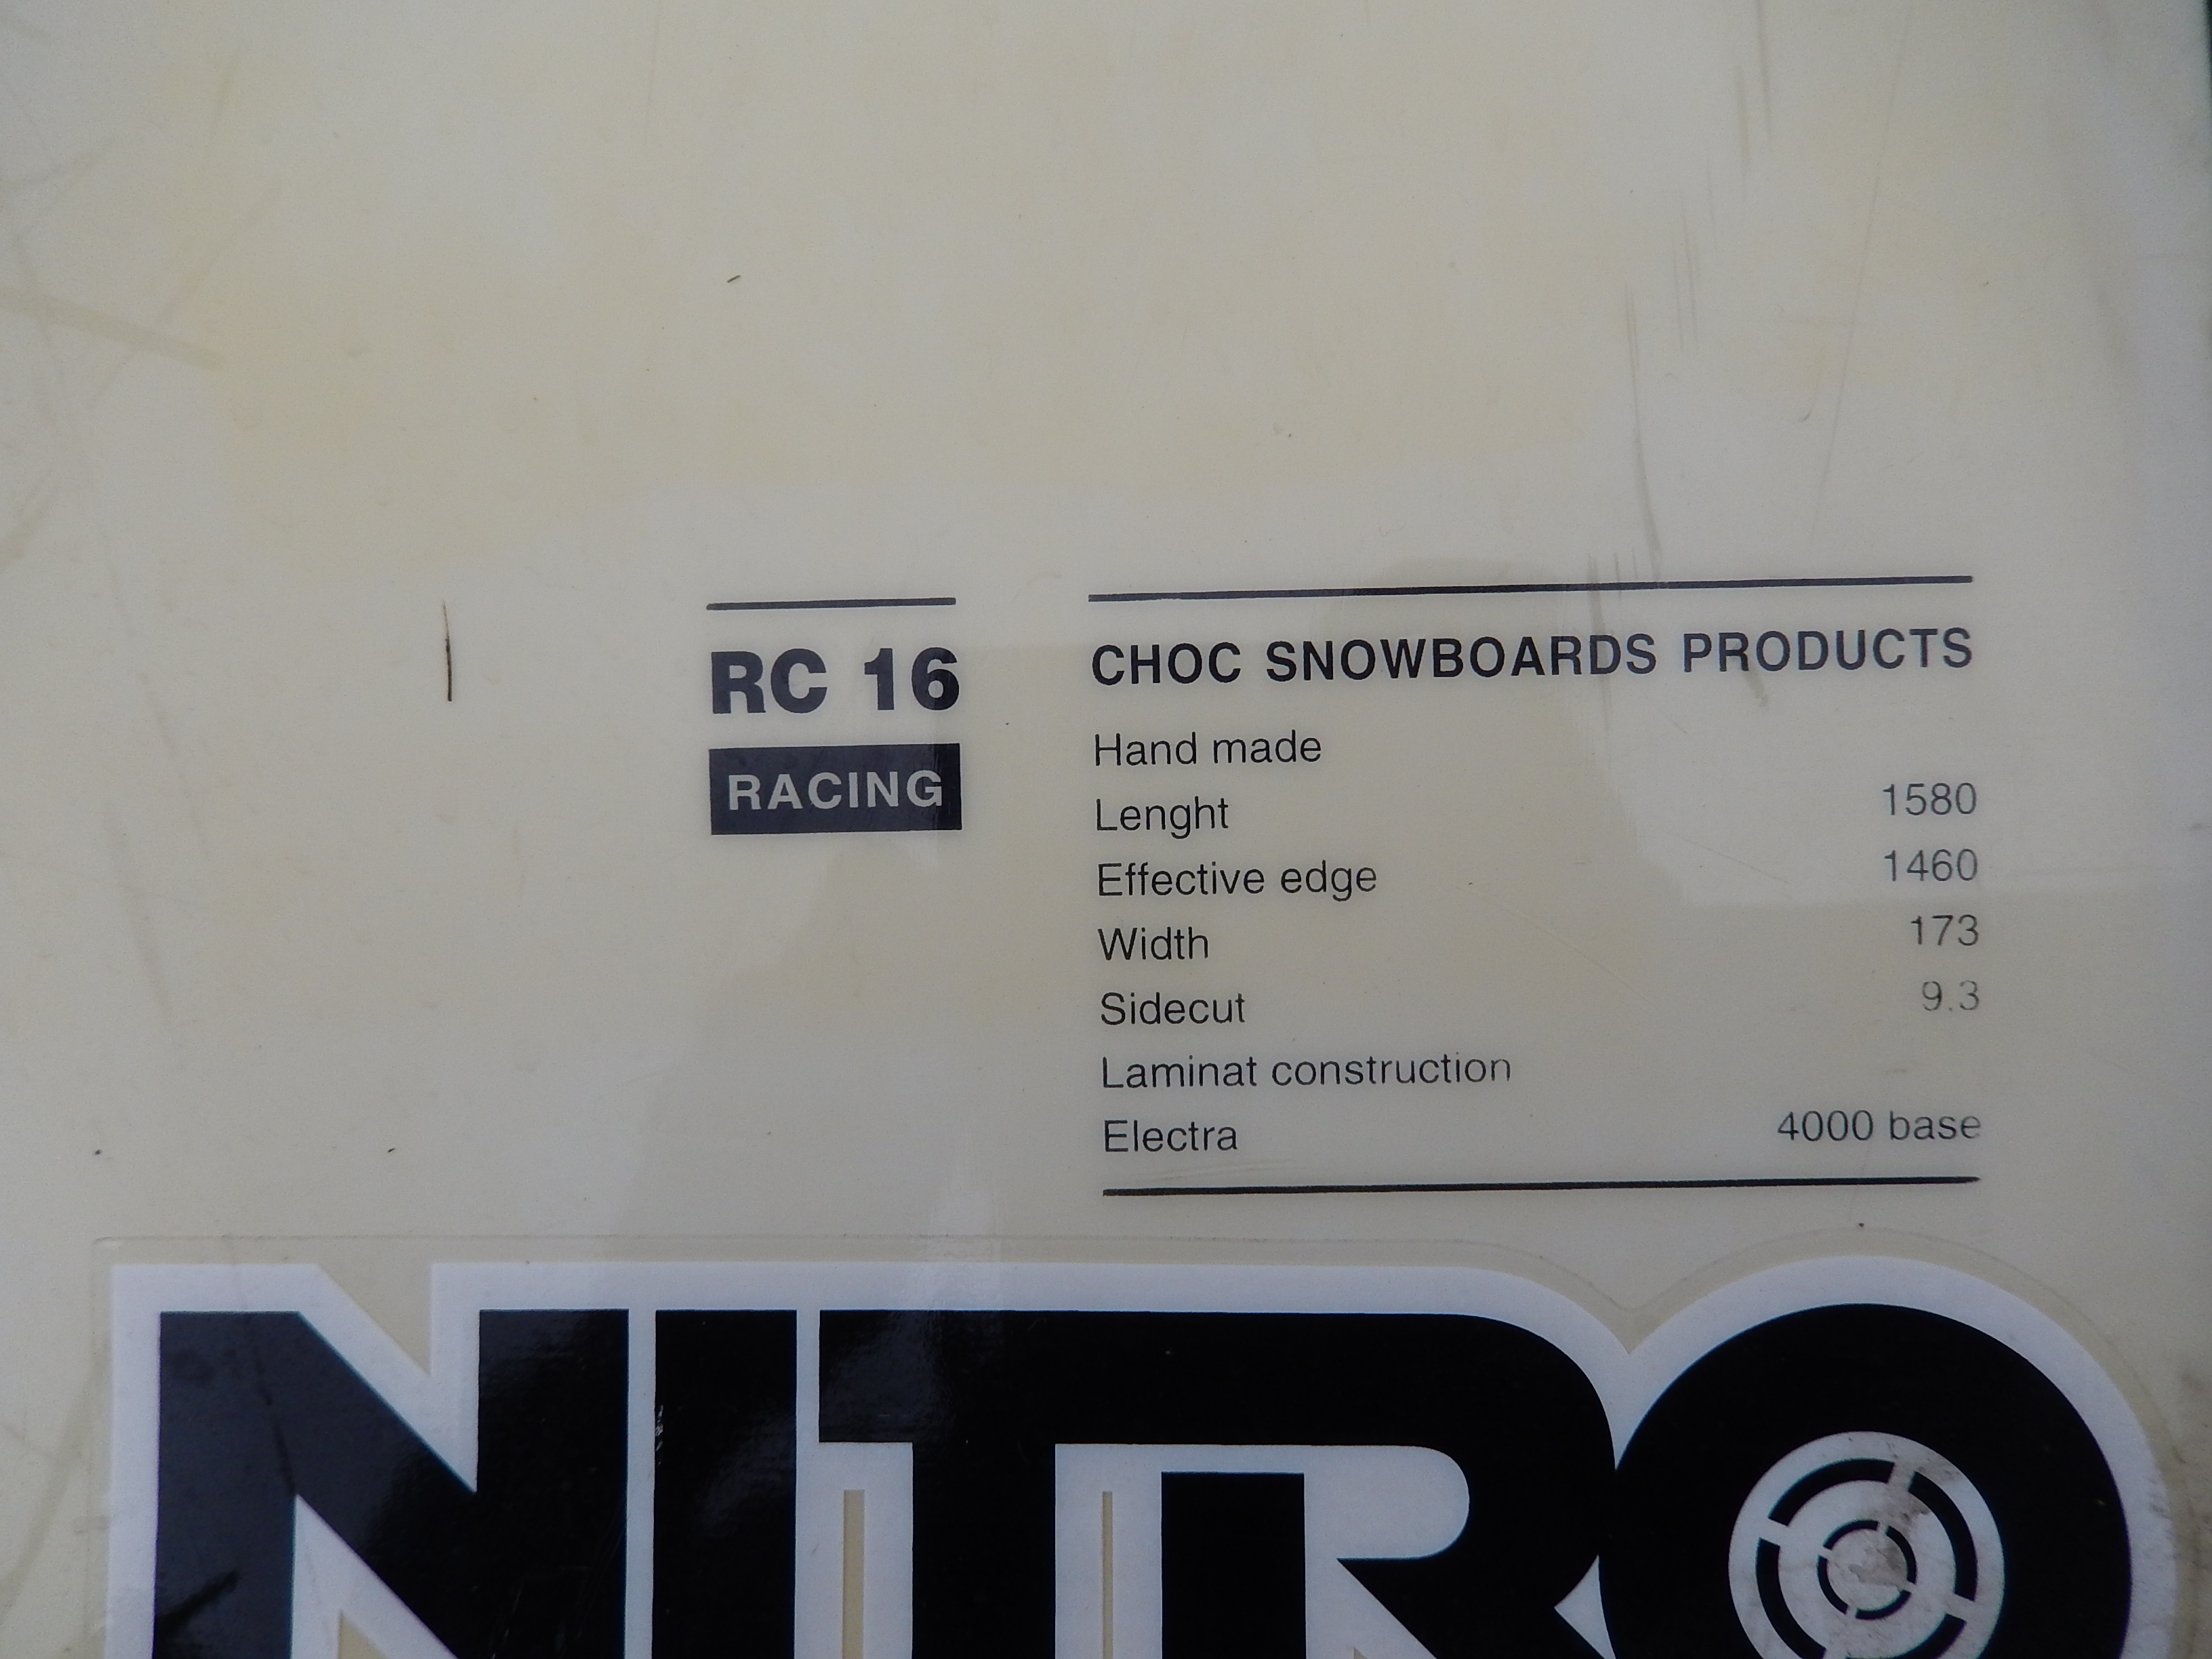 RC 16
RACING
CHOC SNOWBOARDS PRODUCTS
Hand made
Lenght 1580
Effective edge 1460
Width 173
Sidecut 9.3
Laminat construction
Electra 4000 base
NITRO